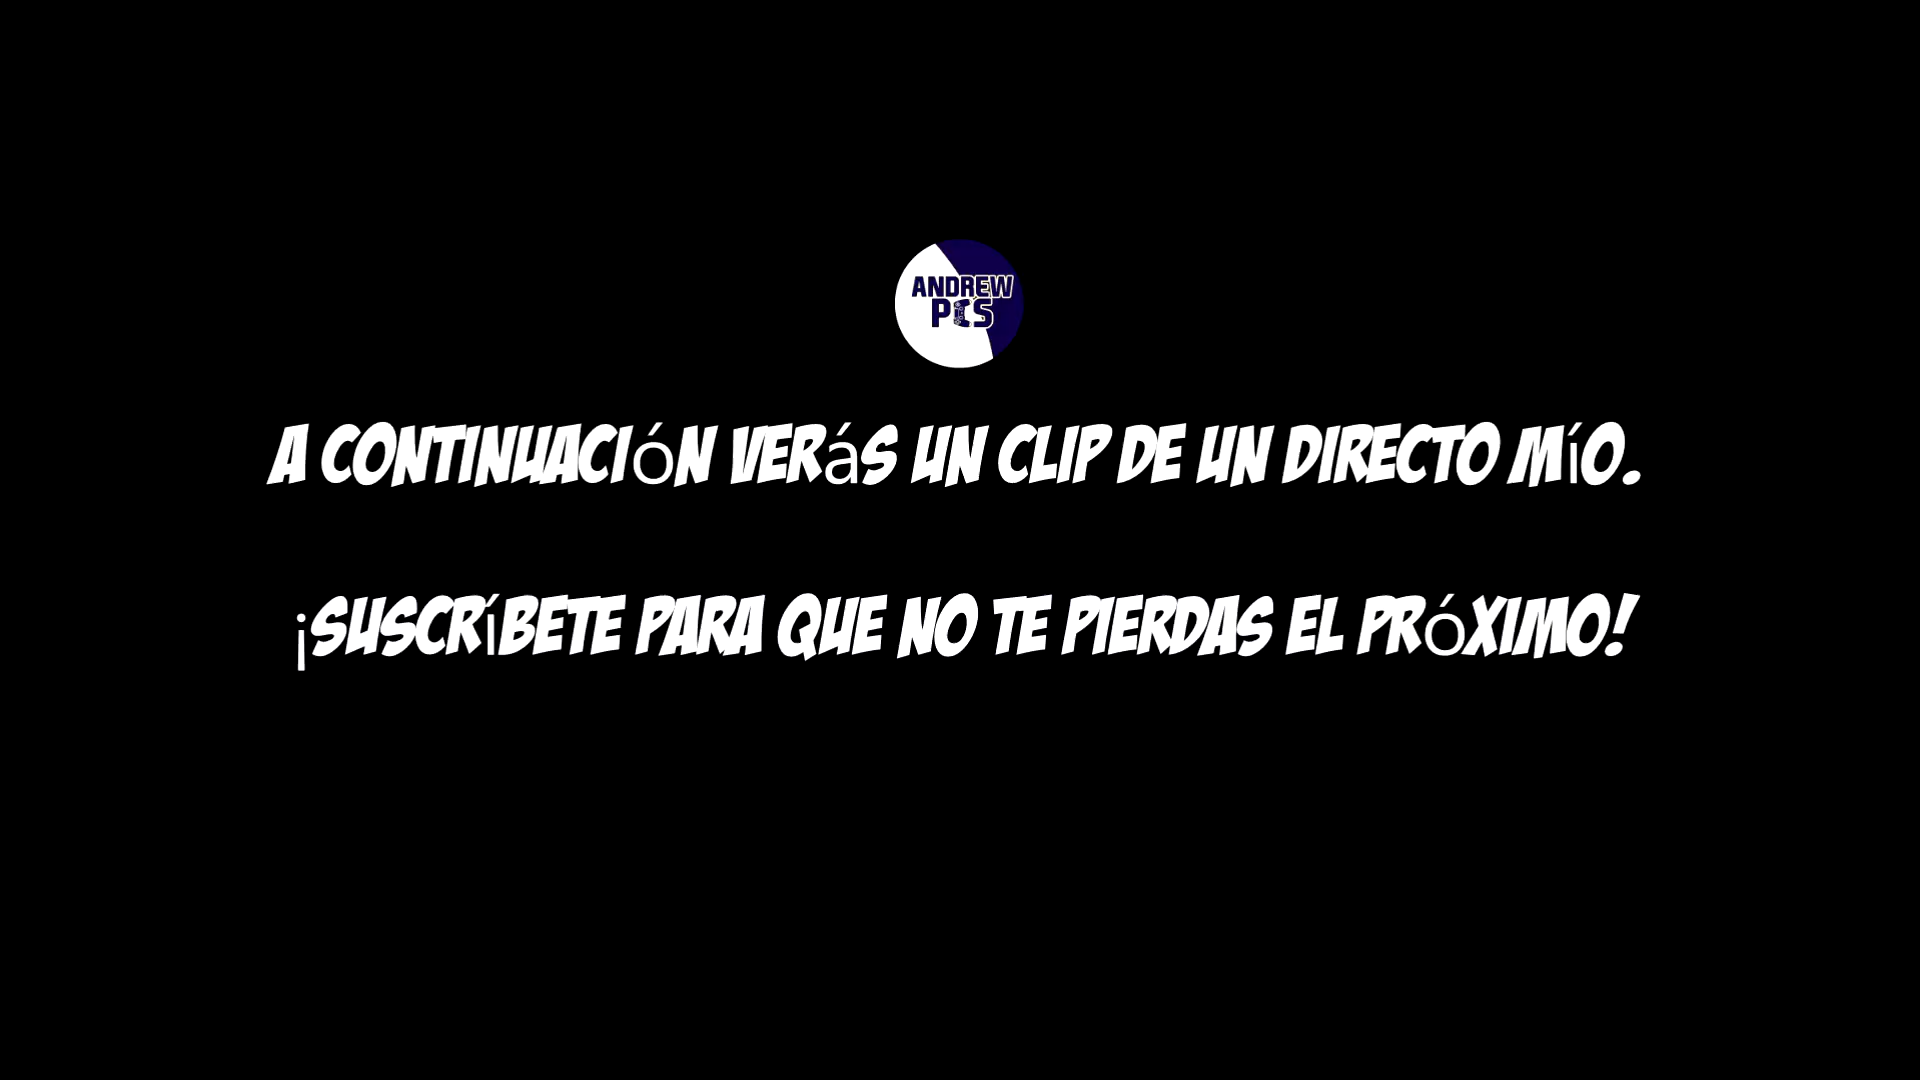 ANDREW
PCS
A CONTINUACIóN VERáS UN CLIP DE UN DIRECTO MíO.
¡SUSCRíBETE PARA QUE NO TE PIERDAS EL PRóXIMO!